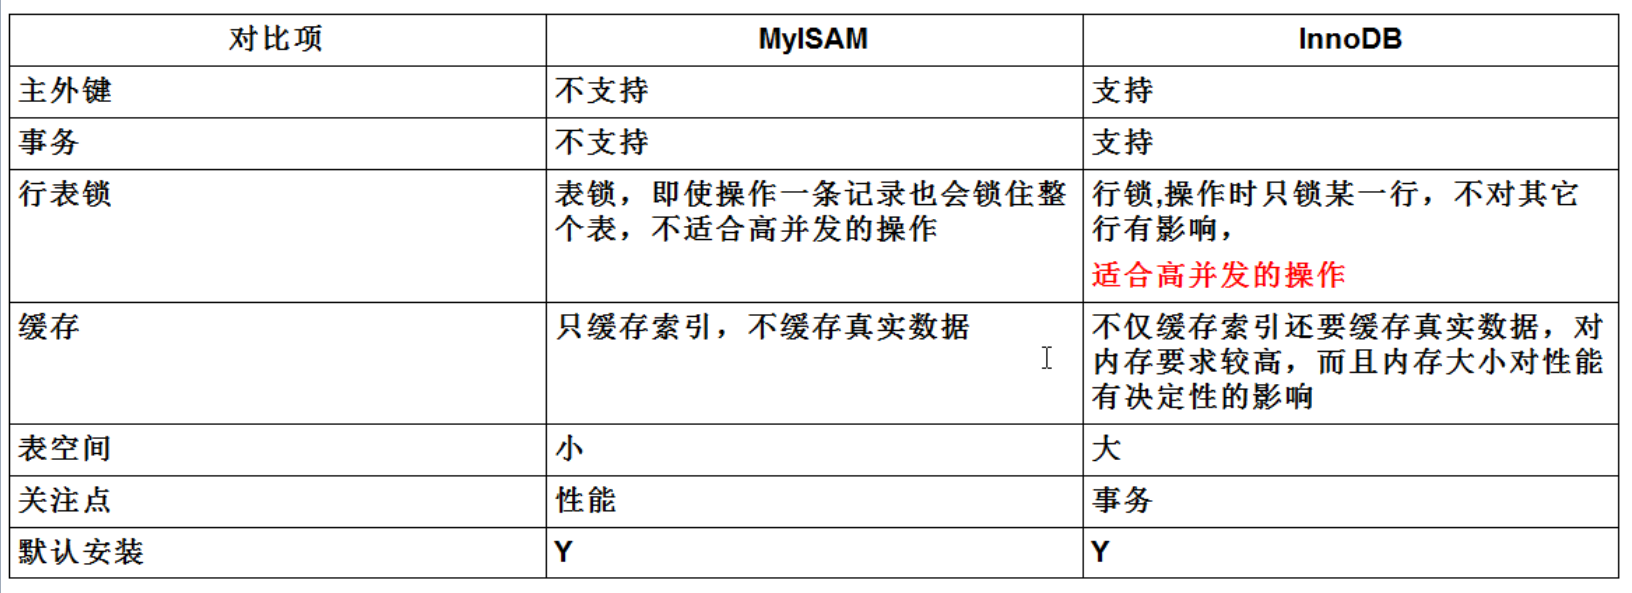 对比项 MyISAM InnoDB
主外键 不支持 支持
事务 不支持 支持
行表锁
表锁，即使操作一条记录也会锁住整
个表，不适合高并发的操作
行锁,操作时只锁某一行，不对其它
行有影响，
适合高并发的操作
缓存
只缓存索引，不缓存真实数据
不仅缓存索引还要缓存真实数据，对
内存要求较高，而且内存大小对性能
有决定性的影响
表空间 小 大
关注点 性能 事务
默认安装 Y Y